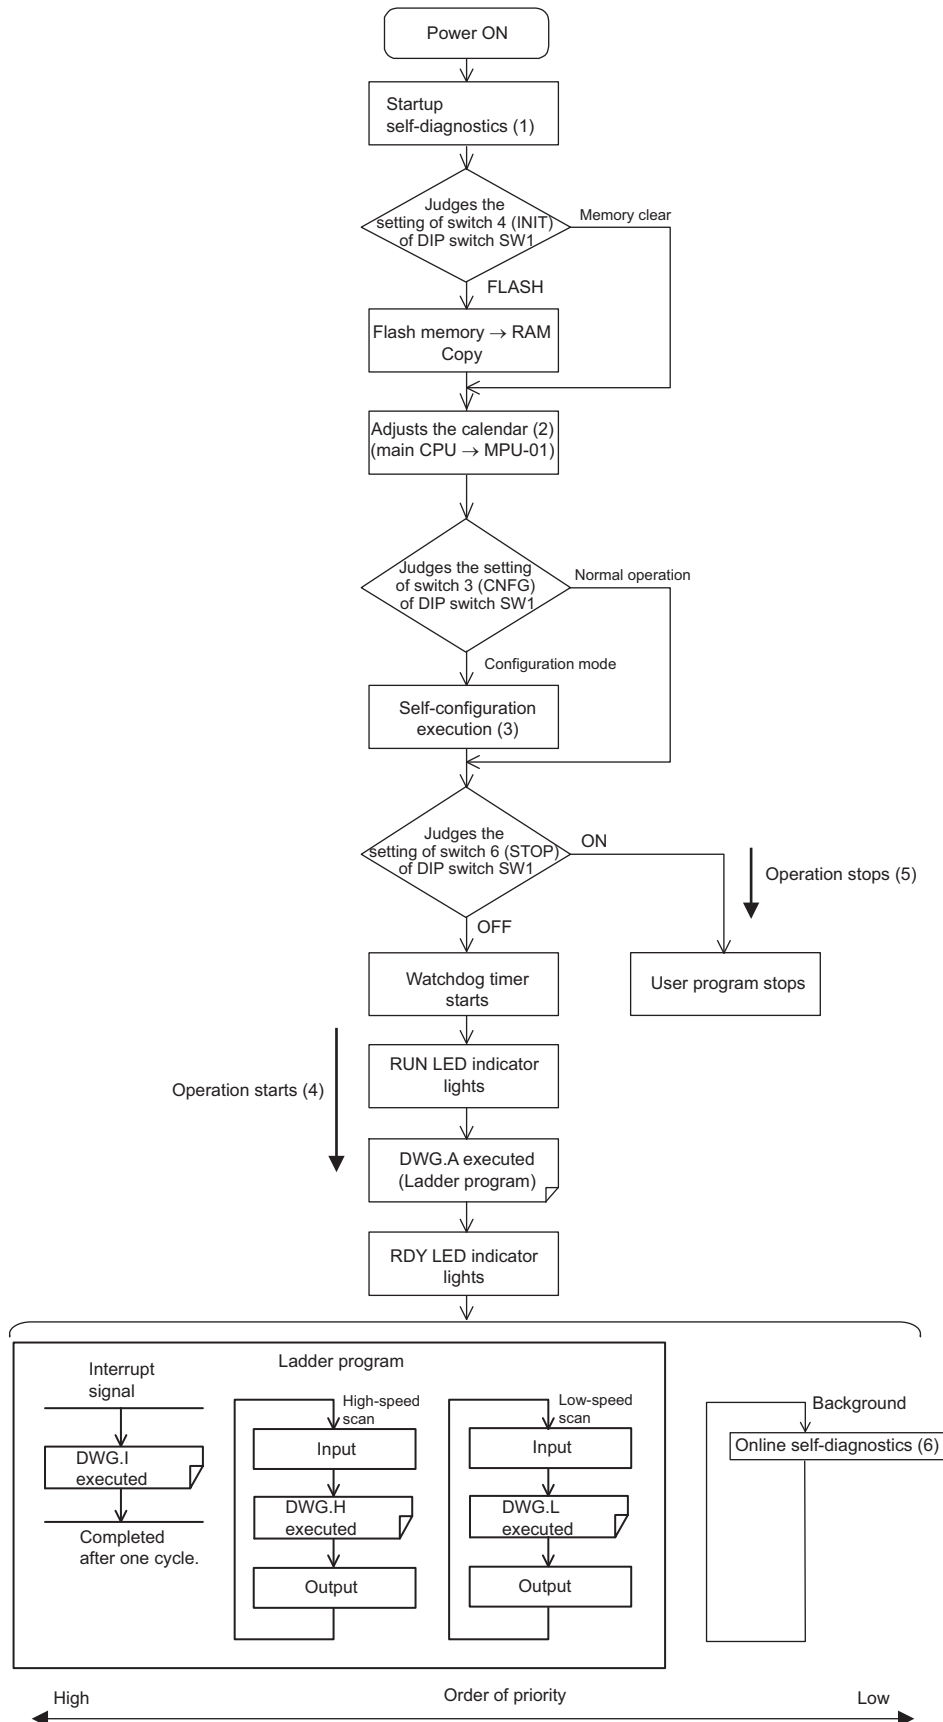 Power ON
Startup
self-diagnostics (1)
Judges the
setting of switch 4 (INIT)
of DIP switch SW1
Memory clear
FLASH
Flash memory → RAM
Copy
Adjusts the calendar (2)
(main CPU → MPU-01)
Judges the setting
of switch 3 (CNFG)
of DIP switch SW1
Normal operation
Configuration mode
Self-configuration
execution (3)
Judges the
setting of switch 6 (STOP)
of DIP switch SW1
ON
Operation stops (5)
OFF
User program stops
Watchdog timer
starts
RUN LED indicator
lights
Operation starts (4)
DWG.A executed
(Ladder program)
RDY LED indicator
lights
Ladder program
Interrupt
signal
DWG.I
executed
Completed
after one cycle.
High-speed
scan
Input
DWG.H
executed
Output
Low-speed
scan
Input
DWG.L
executed
Output
Background
Online self-diagnostics (6)
High
Order of priority
Low